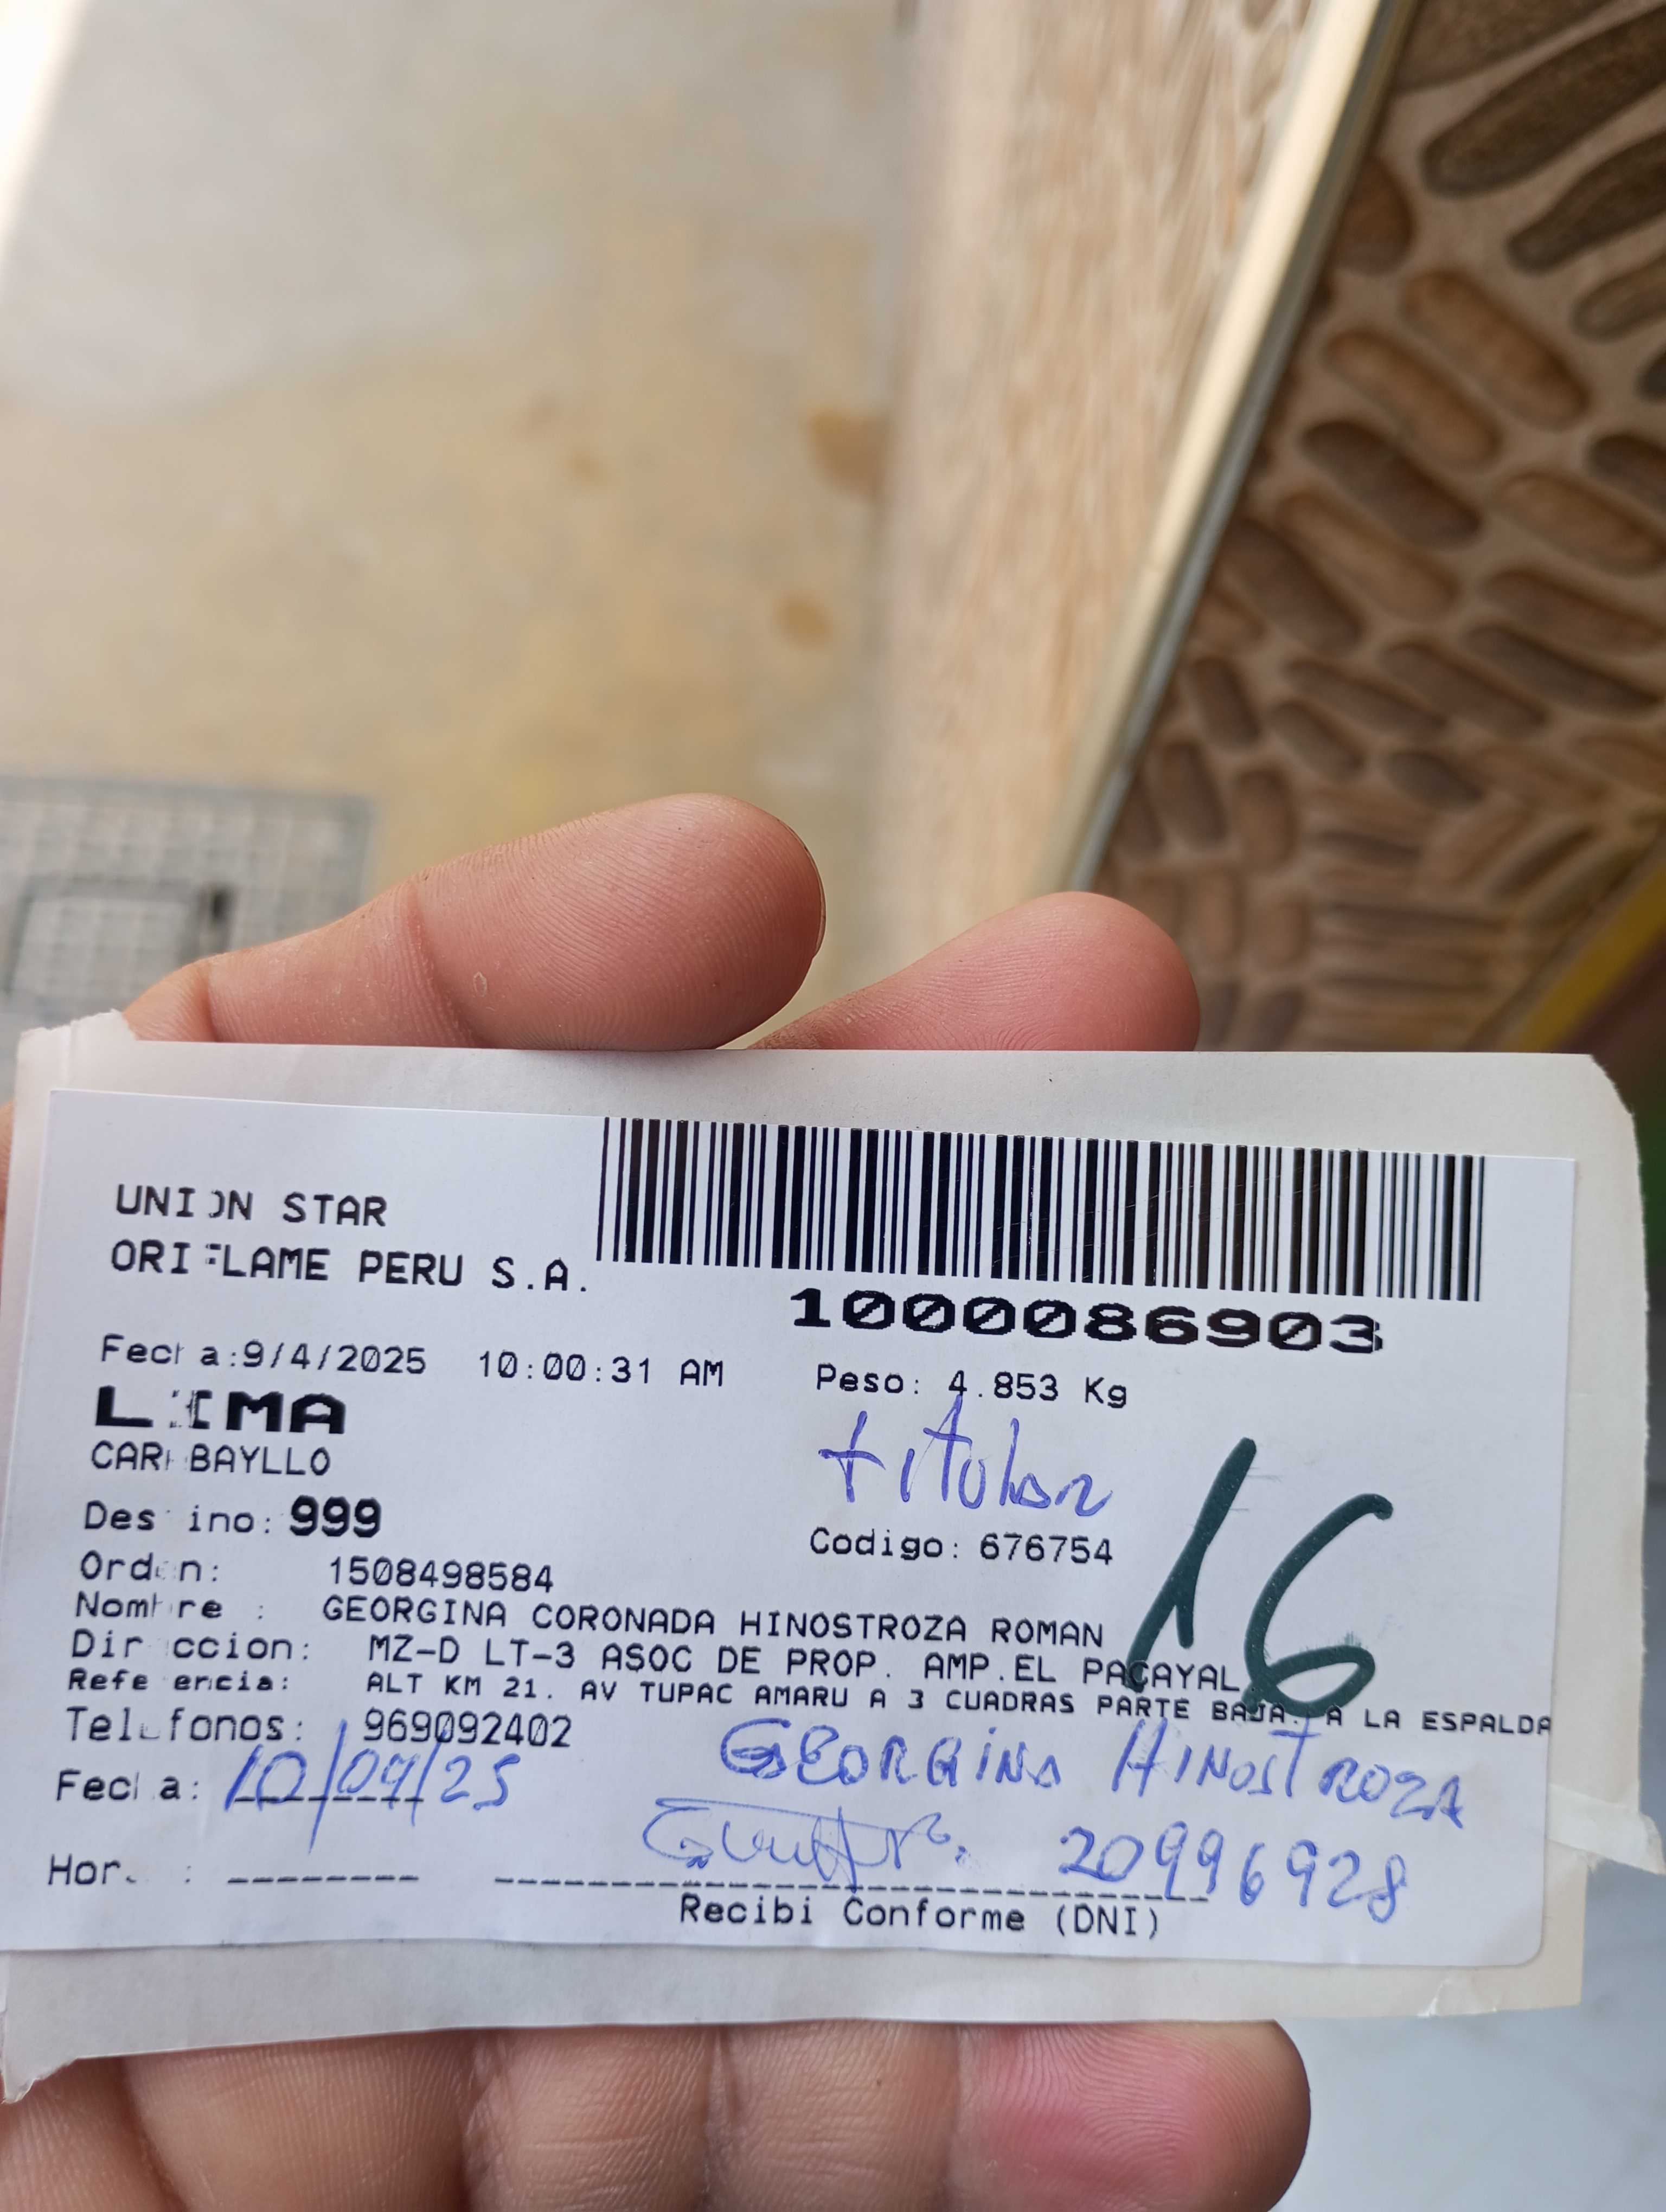 UNION STAR
ORIFLAME PERU S.A.
1000086903
Fecha:9/4/2025 10:00:31 AM
Peso: 4.853 Kg
LIMA
titular
CARABAYLLO
16
Destino: 999
Codigo: 676754
Orden: 1508498584
Nombre : GEORGINA CORONADA HINOSTROZA ROMAN
Direccion: MZ-D LT-3 ASOC DE PROP. AMP.EL PACAYAL
Referencia: ALT KM 21. AV TUPAC AMARU A 3 CUADRAS PARTE BAJA. A LA ESPALDA
Telefonos: 969092402
GEORGINA HINOSTROZA
Fecha: 10/04/25
20996928
Hora :
Recibi Conforme (DNI)